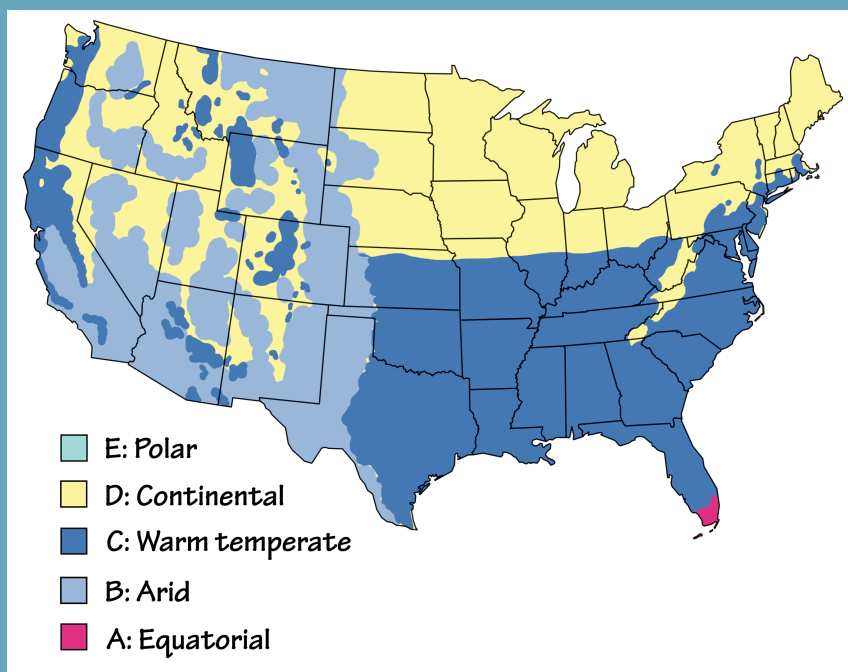 E: Polar
D: Continental
C: Warm temperate
B: Arid
A: Equatorial